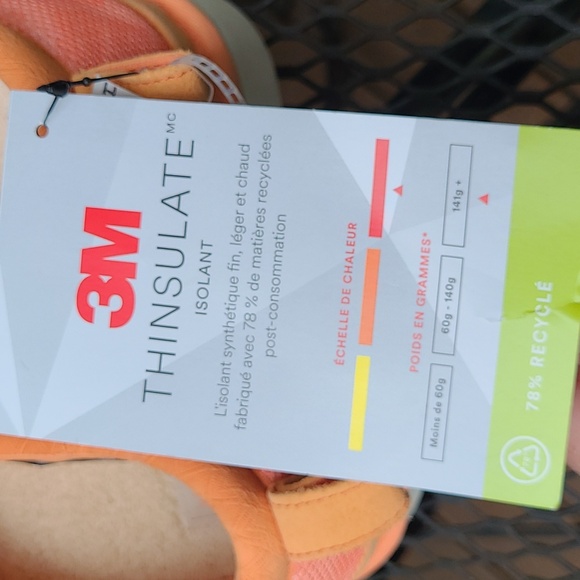 3M
THINSULATE MC
ISOLANT
L'isolant synthétique fin, léger et chaud
fabriqué avec 78 % de matières recyclées
post-consommation
ÉCHELLE DE CHALEUR
POIDS EN GRAMMES*
Moins de 60g
60g - 140g
141g +
78% RECYCLÉ